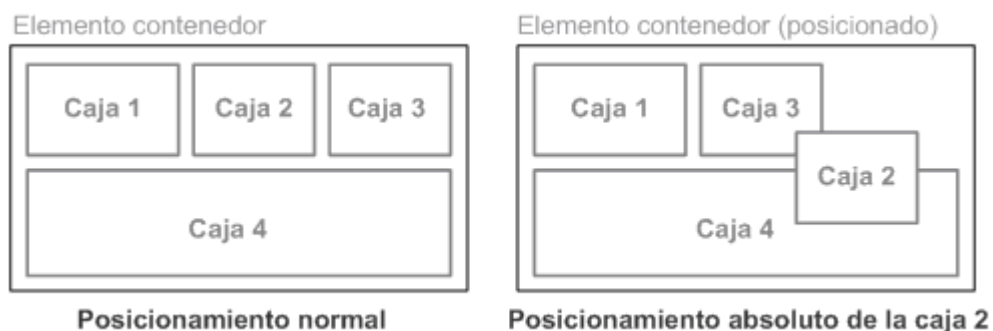 Elemento contenedor
Caja 1
Caja 2
Caja 3
Caja 4
Posicionamiento normal
Elemento contenedor (posicionado)
Caja 1
Caja 3
Caja 2
Caja 4
Posicionamiento absoluto de la caja 2